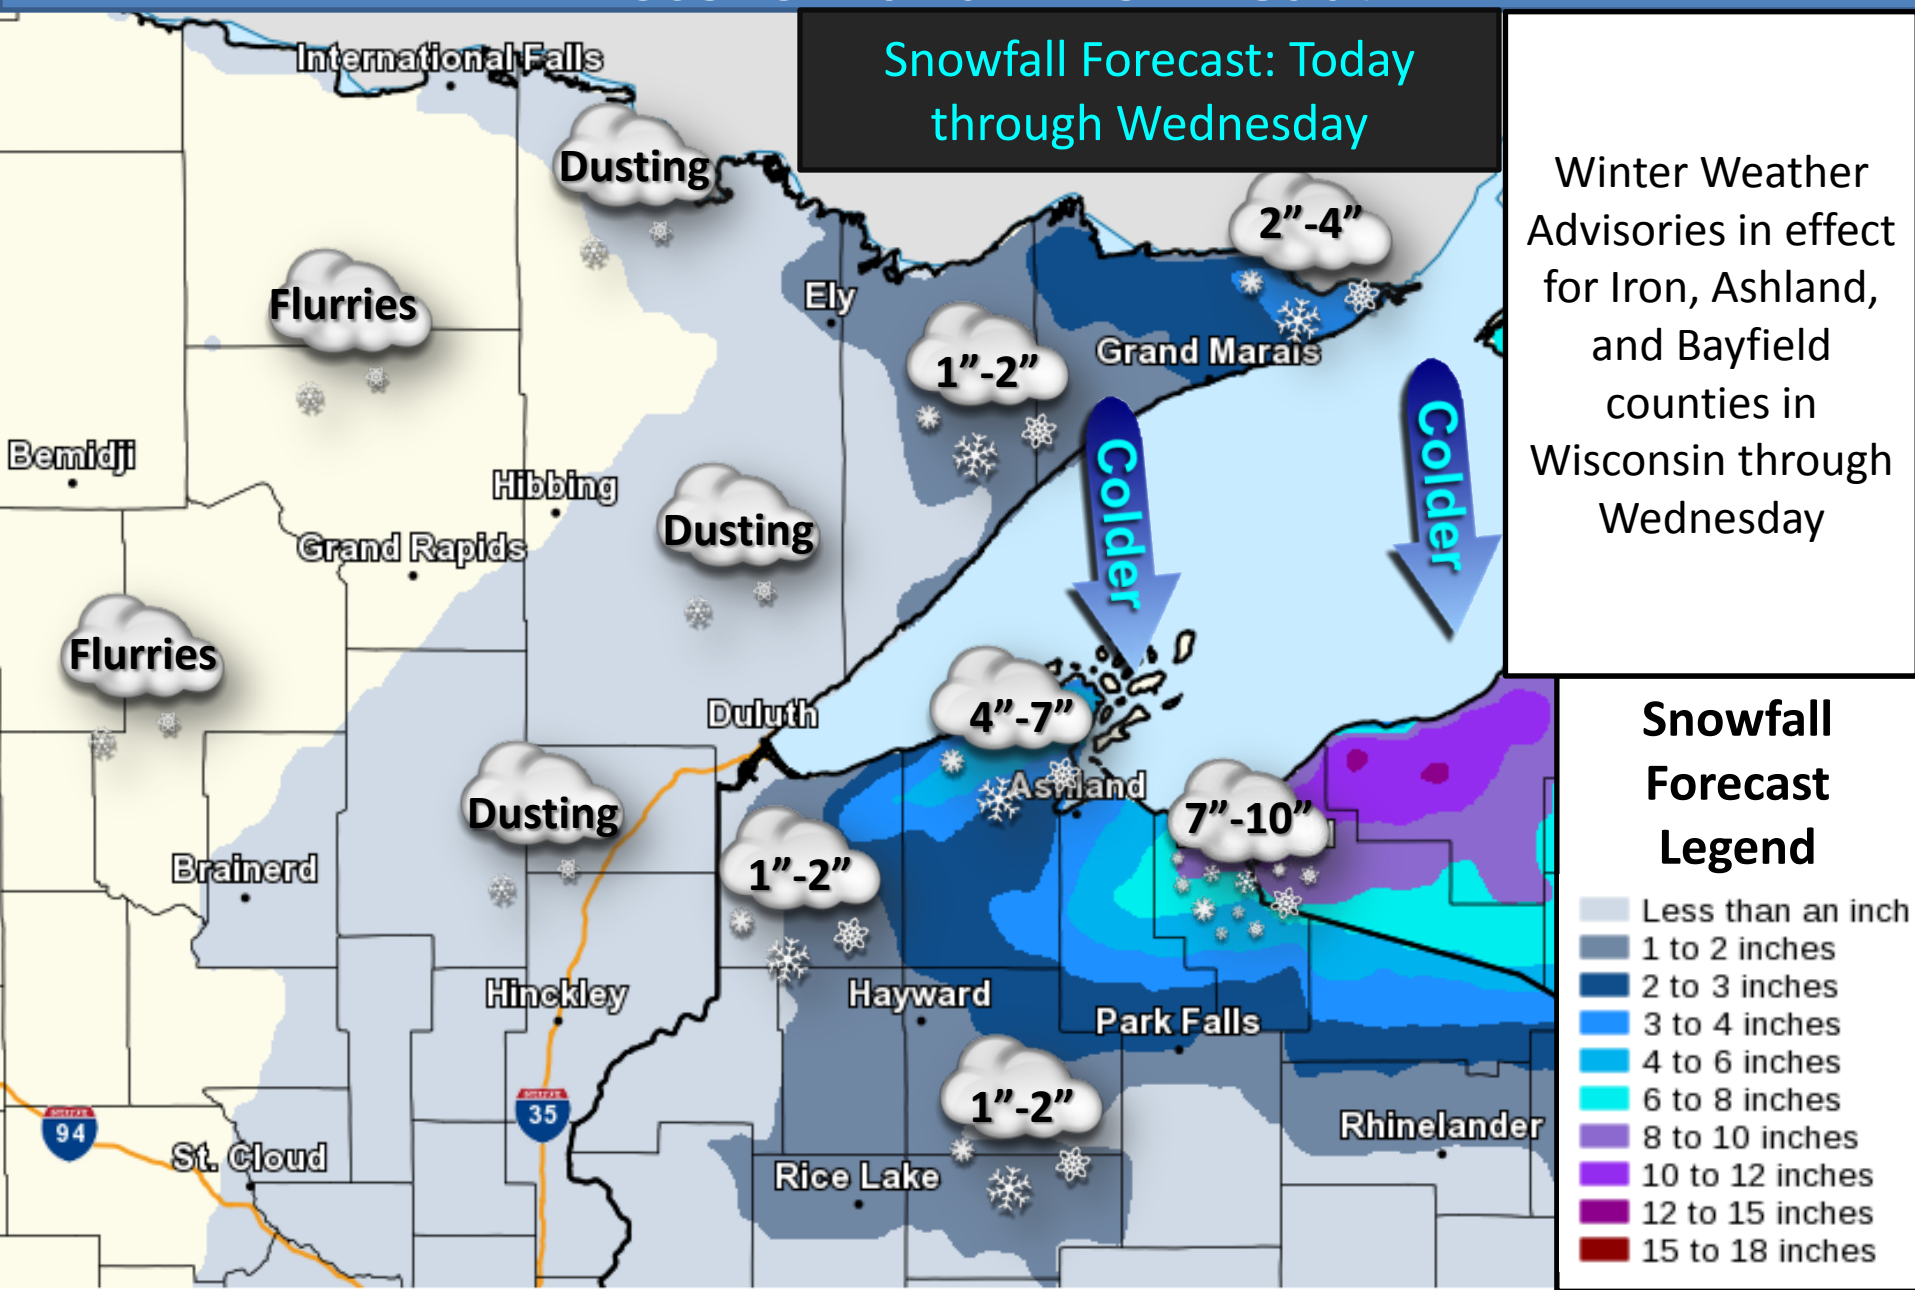 Snowfall Forecast: Today
through Wednesday
Winter Weather
Advisories in effect
for Iron, Ashland,
and Bayfield
counties in
Wisconsin through
Wednesday
International Falls
Dusting
2”-4”
Flurries
Ely
1”-2”
Grand Marais
Colder
Colder
Bemidji
Hibbing
Dusting
Grand Rapids
Flurries
Duluth
4”-7”
Ashland
Dusting
7”-10”
Brainerd
1”-2”
Hinckley
Hayward
Park Falls
1”-2”
35
94
Rhinelander
St. Cloud
Rice Lake
Snowfall
Forecast
Legend
Less than an inch
1 to 2 inches
2 to 3 inches
3 to 4 inches
4 to 6 inches
6 to 8 inches
8 to 10 inches
10 to 12 inches
12 to 15 inches
15 to 18 inches